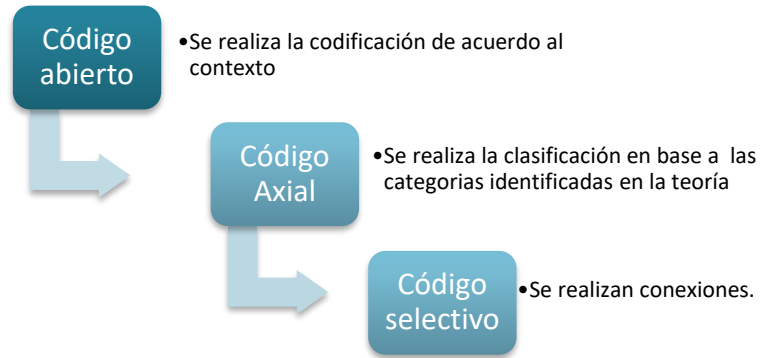 Código
abierto
•Se realiza la codificación de acuerdo al
contexto
Código
Axial
•Se realiza la clasificación en base a las
categorias identificadas en la teoría
Código
selectivo
•Se realizan conexiones.